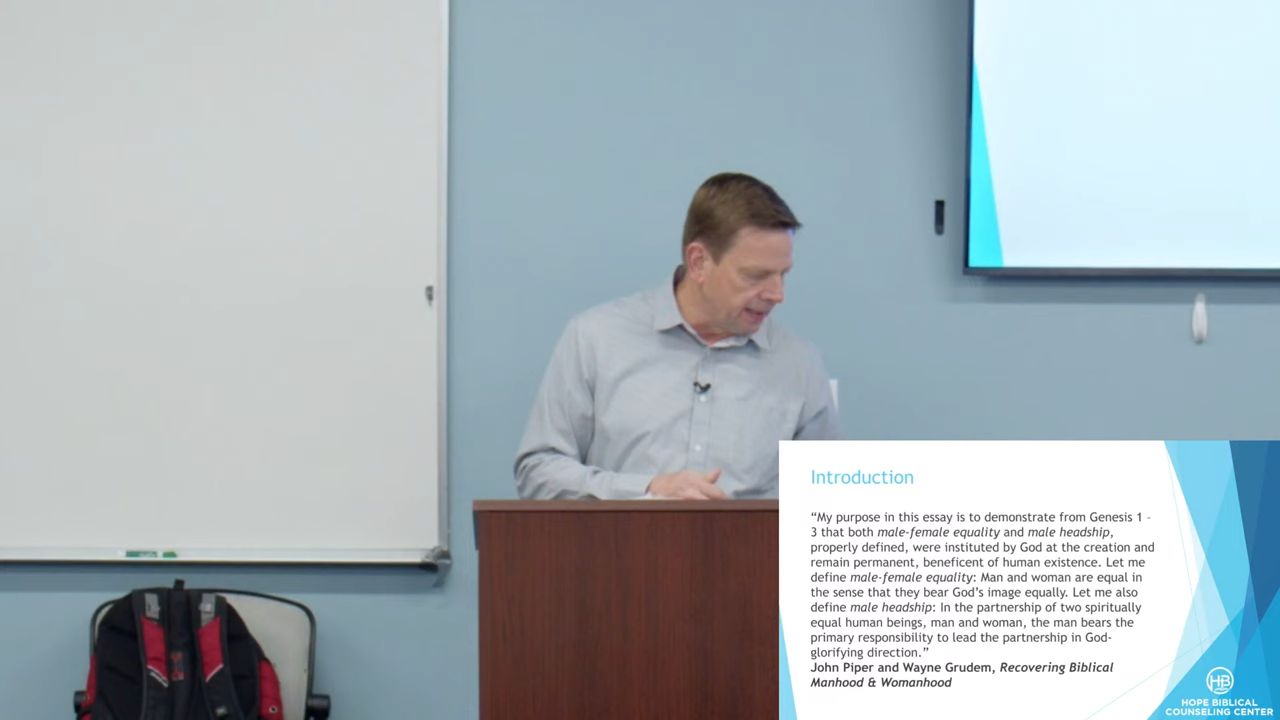 Introduction
“My purpose in this essay is to demonstrate from Genesis 1 –
3 that both male-female equality and male headship,
properly defined, were instituted by God at the creation and
remain permanent, beneficent of human existence. Let me
define male-female equality: Man and woman are equal in
the sense that they bear God’s image equally. Let me also
define male headship: In the partnership of two spiritually
equal human beings, man and woman, the man bears the
primary responsibility to lead the partnership in God-
glorifying direction.”
John Piper and Wayne Grudem, Recovering Biblical
Manhood & Womanhood
HB
HOPE BIBLICAL
COUNSELING CENTER